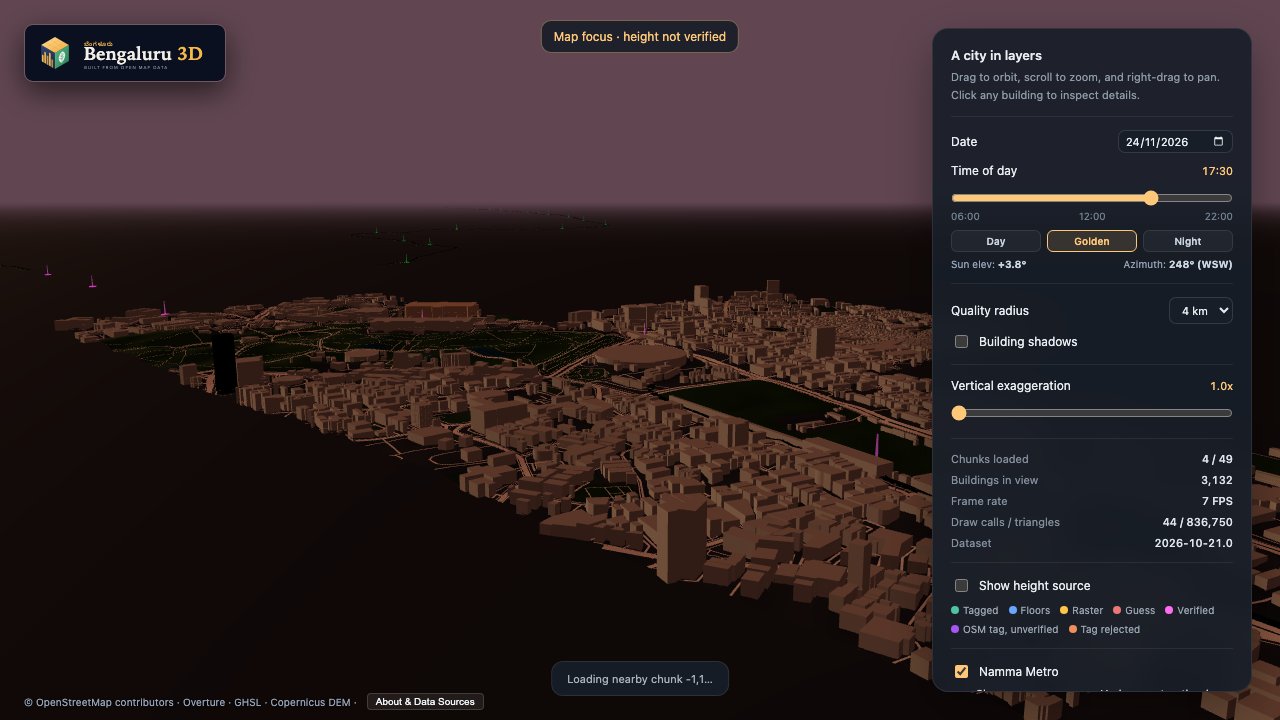 ಬೆಂಗಳೂರು
Bengaluru 3D
BUILT FROM OPEN MAP DATA
Map focus · height not verified
A city in layers
Drag to orbit, scroll to zoom, and right-drag to pan.
Click any building to inspect details.
Date 24/11/2026
Time of day 17:30
06:00 12:00 22:00
Day Golden Night
Sun elev: +3.8° Azimuth: 248° (WSW)
Quality radius 4 km
Building shadows
Vertical exaggeration 1.0x
Chunks loaded 4 / 49
Buildings in view 3,132
Frame rate 7 FPS
Draw calls / triangles 44 / 836,750
Dataset 2026-10-21.0
Show height source
Tagged Floors Raster Guess Verified
OSM tag, unverified Tag rejected
Namma Metro
Loading nearby chunk -1,1...
© OpenStreetMap contributors · Overture · GHSL · Copernicus DEM · About & Data Sources